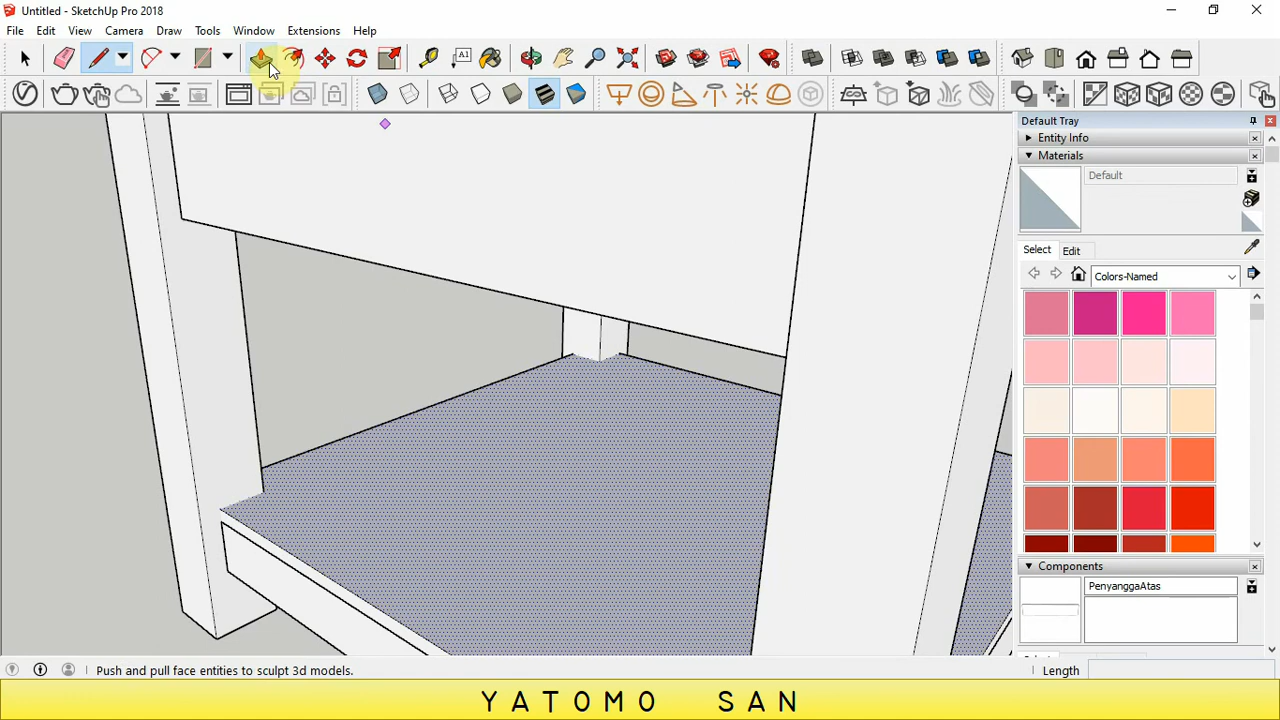 Untitled - SketchUp Pro 2018
File Edit View Camera Draw Tools Window Extensions Help
A1
Default Tray
Entity Info
Materials
Default
Select Edit
Colors-Named
Components
PenyanggaAtas
Push and pull face entities to sculpt 3d models.
Length
YATOMO SAN